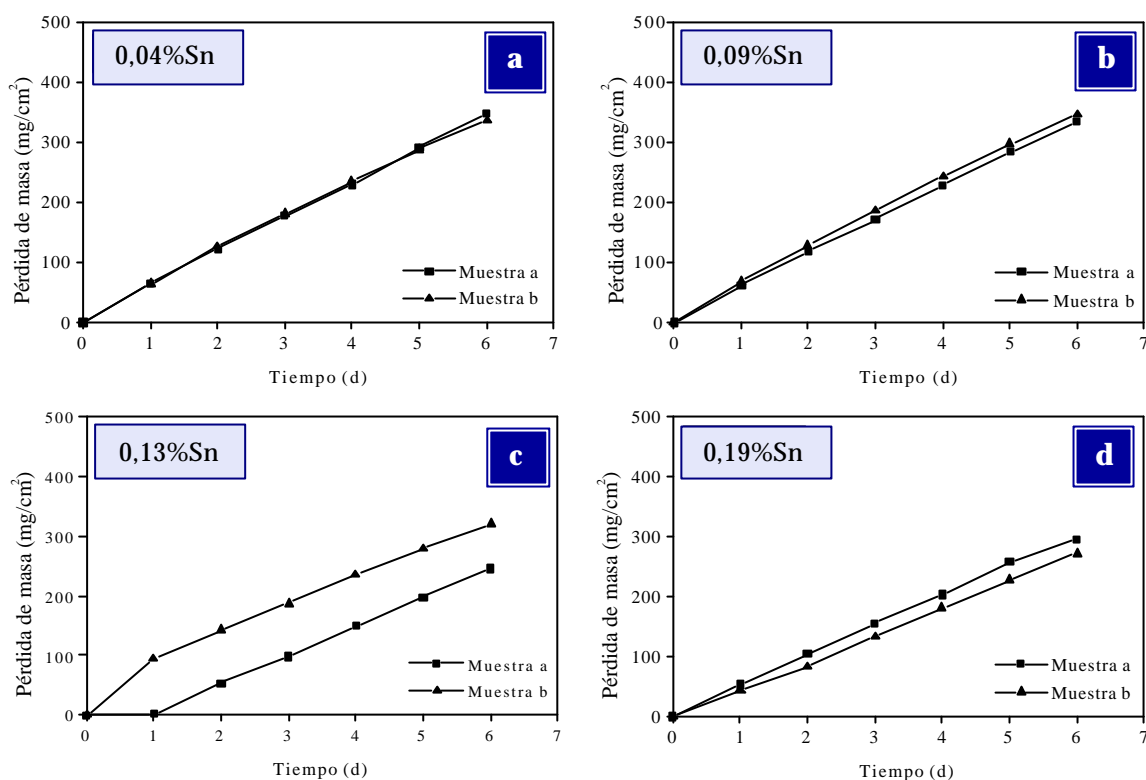 0,04%Sn
a
Pérdida de masa (mg/cm²)
500
400
300
200
100
0
Muestra a
Muestra b
0 1 2 3 4 5 6 7
Tiempo (d)
0,09%Sn
b
Pérdida de masa (mg/cm²)
500
400
300
200
100
0
Muestra a
Muestra b
0 1 2 3 4 5 6 7
Tiempo (d)
0,13%Sn
c
Pérdida de masa (mg/cm²)
500
400
300
200
100
0
Muestra a
Muestra b
0 1 2 3 4 5 6 7
Tiempo (d)
0,19%Sn
d
Pérdida de masa (mg/cm²)
500
400
300
200
100
0
Muestra a
Muestra b
0 1 2 3 4 5 6 7
Tiempo (d)